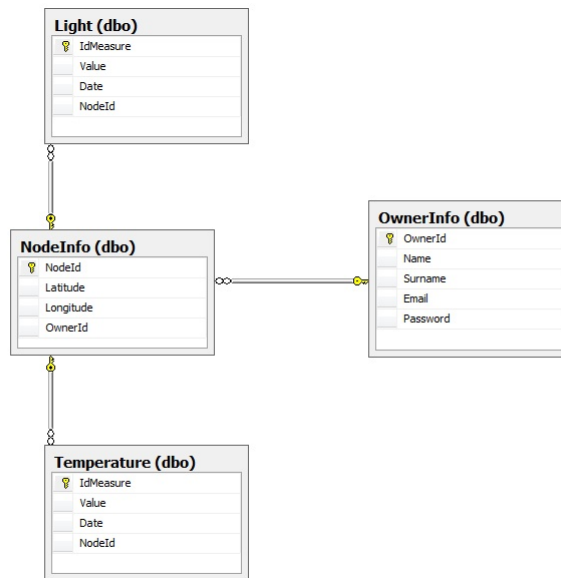 Light (dbo)
IdMeasure
Value
Date
NodeId
NodeInfo (dbo)
NodeId
Latitude
Longitude
OwnerId
OwnerInfo (dbo)
OwnerId
Name
Surname
Email
Password
Temperature (dbo)
IdMeasure
Value
Date
NodeId